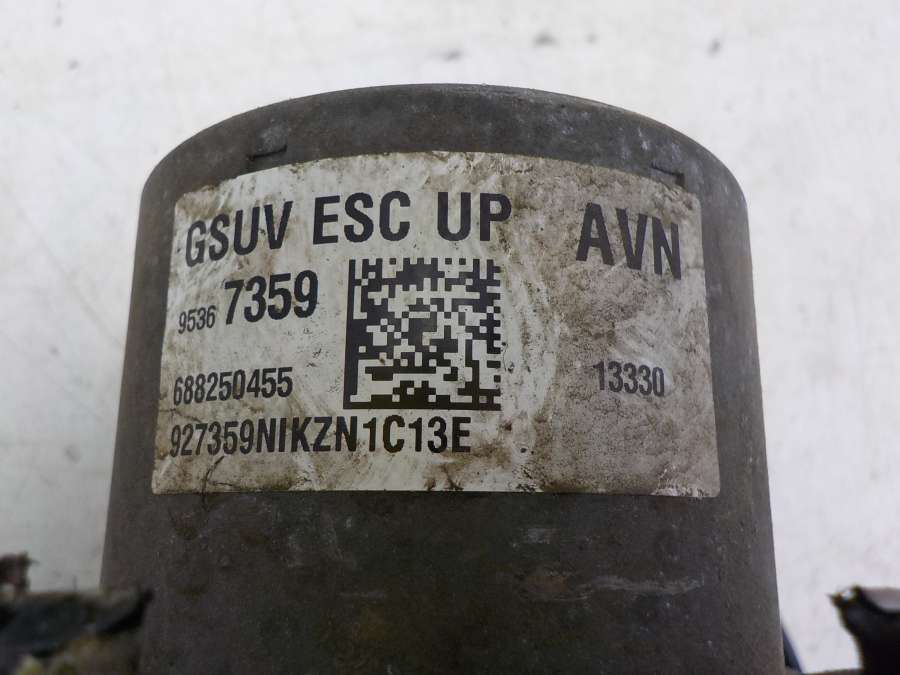 GSUV ESC UP AVN
9536 7359
688250455 13330
927359NIKZN1C13E